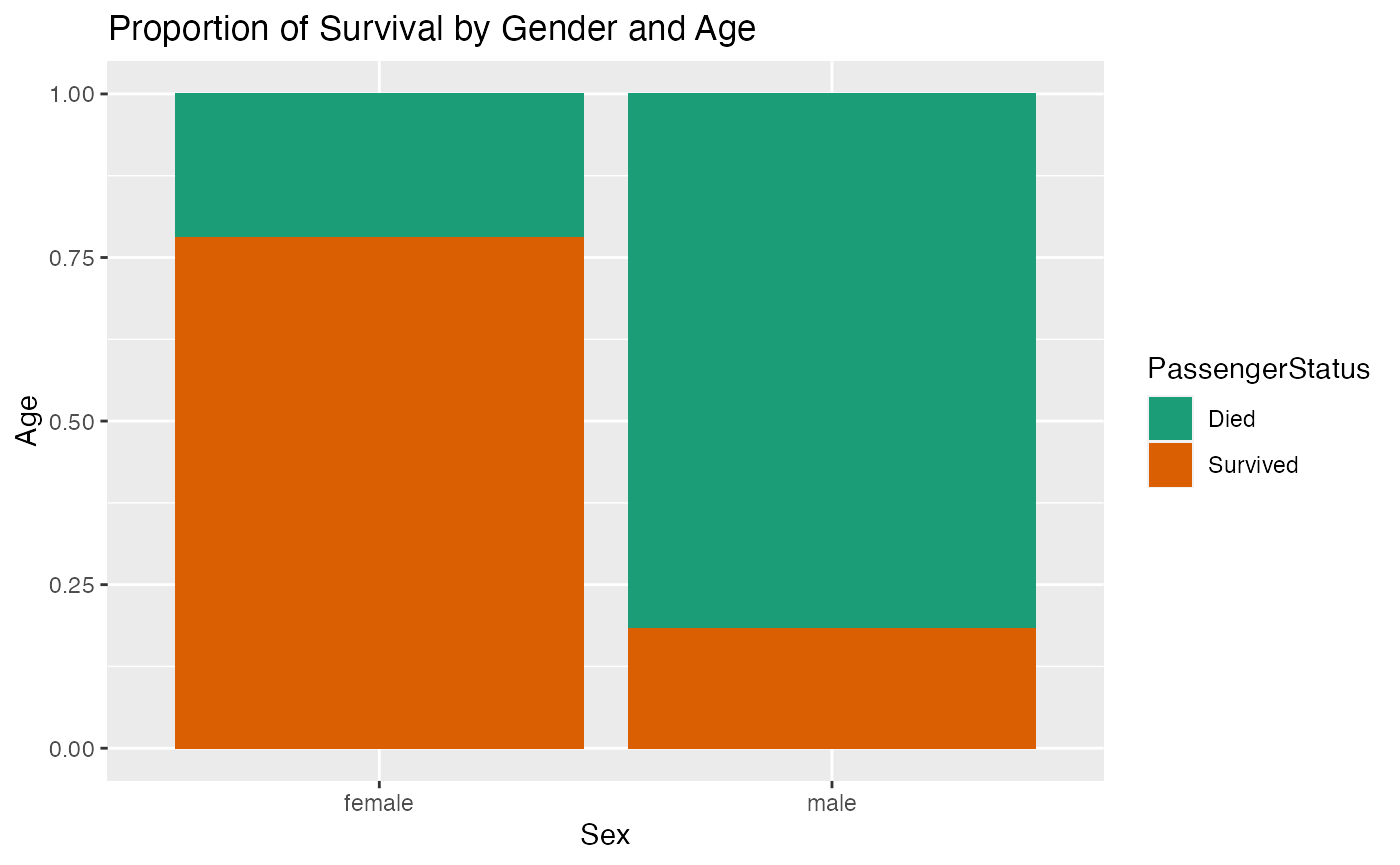 Proportion of Survival by Gender and Age
1.00
0.75
0.50
0.25
0.00
Age
female
male
Sex
PassengerStatus
Died
Survived